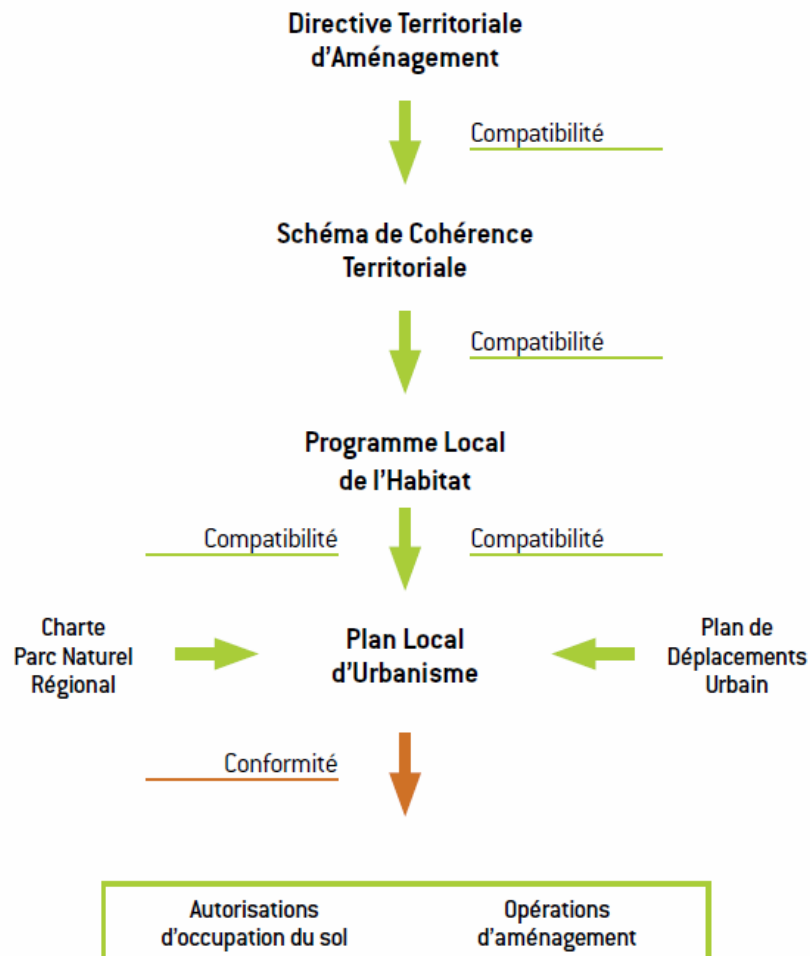 Directive Territoriale
d'Aménagement
Compatibilité
Schéma de Cohérence
Territoriale
Compatibilité
Programme Local
de l'Habitat
Compatibilité
Compatibilité
Charte
Parc Naturel
Régional
Plan Local
d'Urbanisme
Plan de
Déplacements
Urbain
Conformité
Autorisations
d'occupation du sol
Opérations
d'aménagement